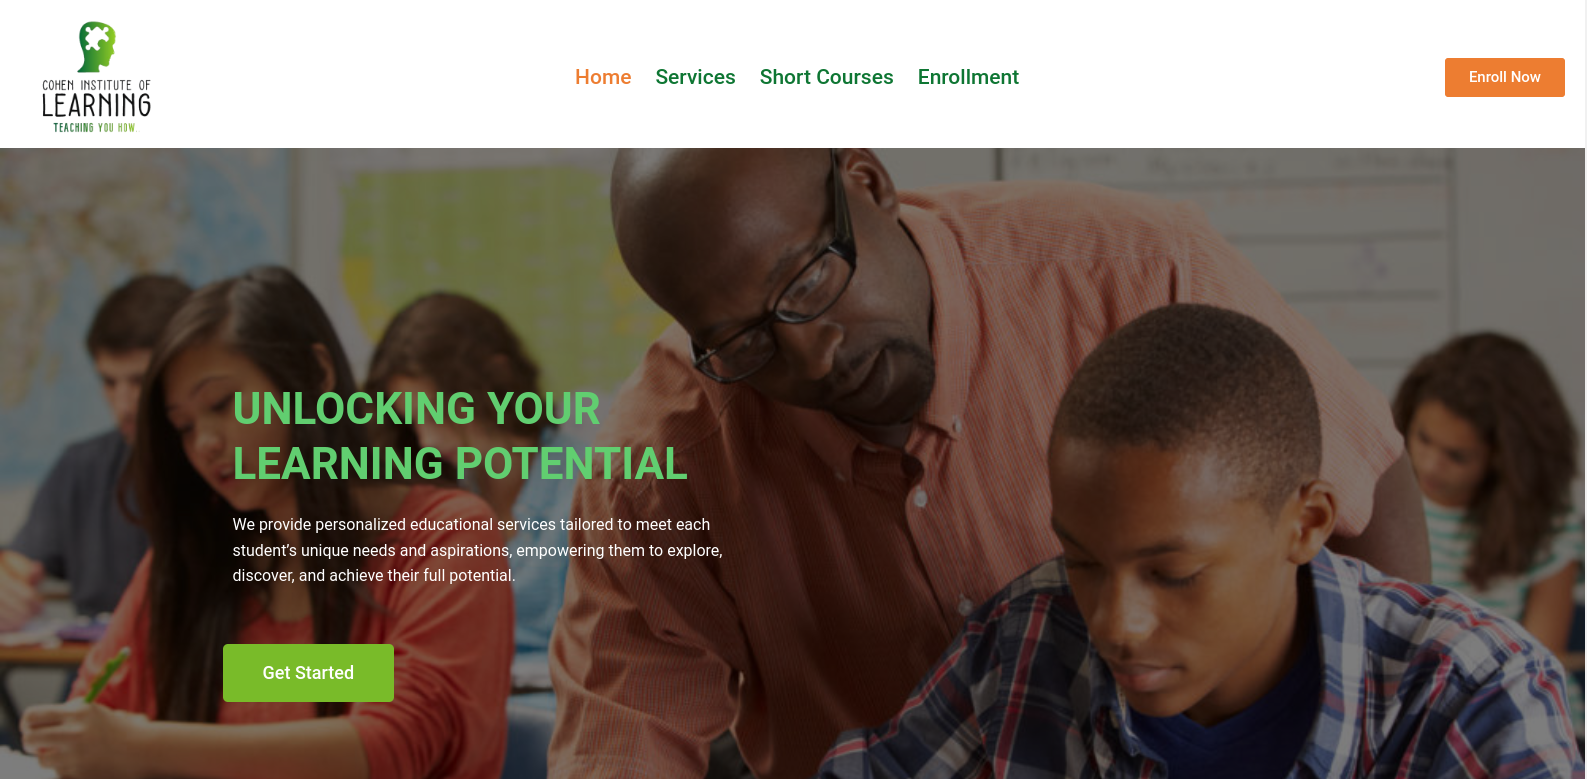 COHEN INSTITUTE OF
LEARNING
TEACHING YOU HOW.
Home Services Short Courses Enrollment
Enroll Now
UNLOCKING YOUR
LEARNING POTENTIAL
We provide personalized educational services tailored to meet each
student's unique needs and aspirations, empowering them to explore,
discover, and achieve their full potential.
Get Started